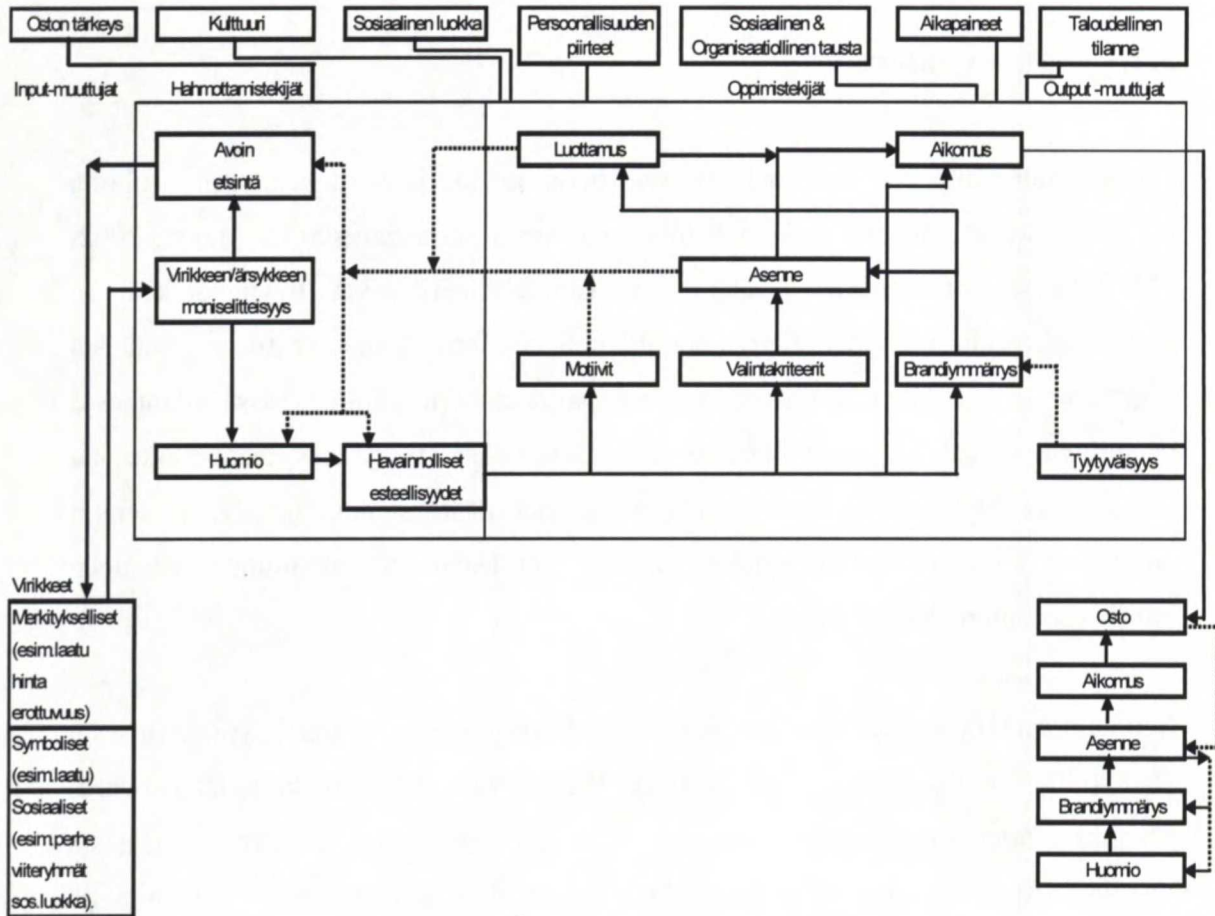 Oston tärkeys
Kulttuuri
Sosiaalinen luokka
Persoonallisuuden
piirteet
Sosiaalinen &
Organisaatiollinen tausta
Aikapaineet
Taloudellinen
tilanne
Input-muuttujat
Hahmottamistekijät
Oppimistekijät
Output -muuttujat
Avoin
etsintä
Luottamus
Aikomus
Virikkeen/ärsykkeen
moniselitteisyys
Asenne
Motiivit
Valintakriteerit
Brandiymmärrys
Huomio
Havainnolliset
esteellisyydet
Tyytyväisyys
Virikkeet
Merkitykselliset
(esim.laatu
hinta
erottuvuus)
Symboliset
(esim.laatu)
Sosiaaliset
(esim.perhe
viiteryhmät
sos.luokka).
Osto
Aikomus
Asenne
Brandiymmärys
Huomio